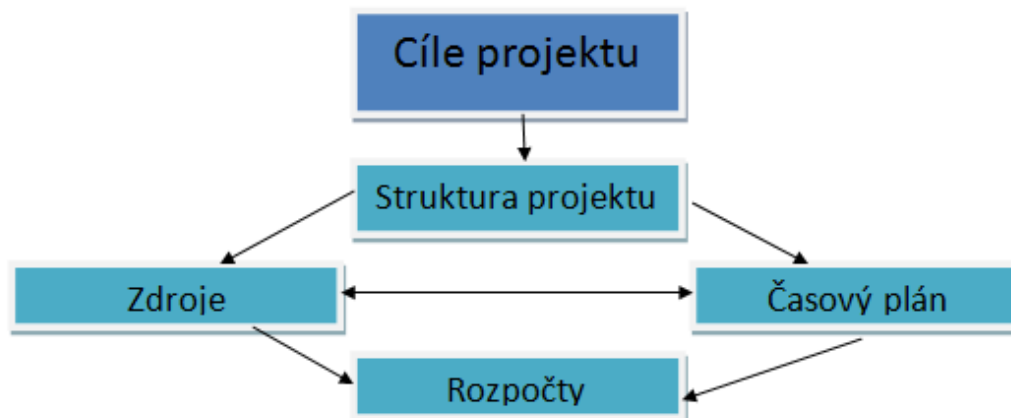 Cíle projektu
Struktura projektu
Zdroje
Časový plán
Rozpočty